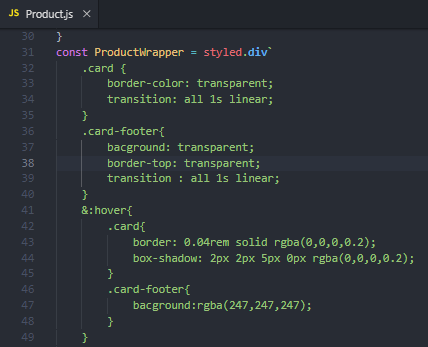 JS Product.js ×
30 }
31 const ProductWrapper = styled.div`
32 .card {
33 border-color: transparent;
34 transition: all 1s linear;
35 }
36 .card-footer{
37 bacground: transparent;
38 border-top: transparent;
39 transition : all 1s linear;
40 }
41 &:hover{
42 .card{
43 border: 0.04rem solid rgba(0,0,0,0.2);
44 box-shadow: 2px 2px 5px 0px rgba(0,0,0,0.2);
45 }
46 .card-footer{
47 bacground:rgba(247,247,247);
48 }
49 }